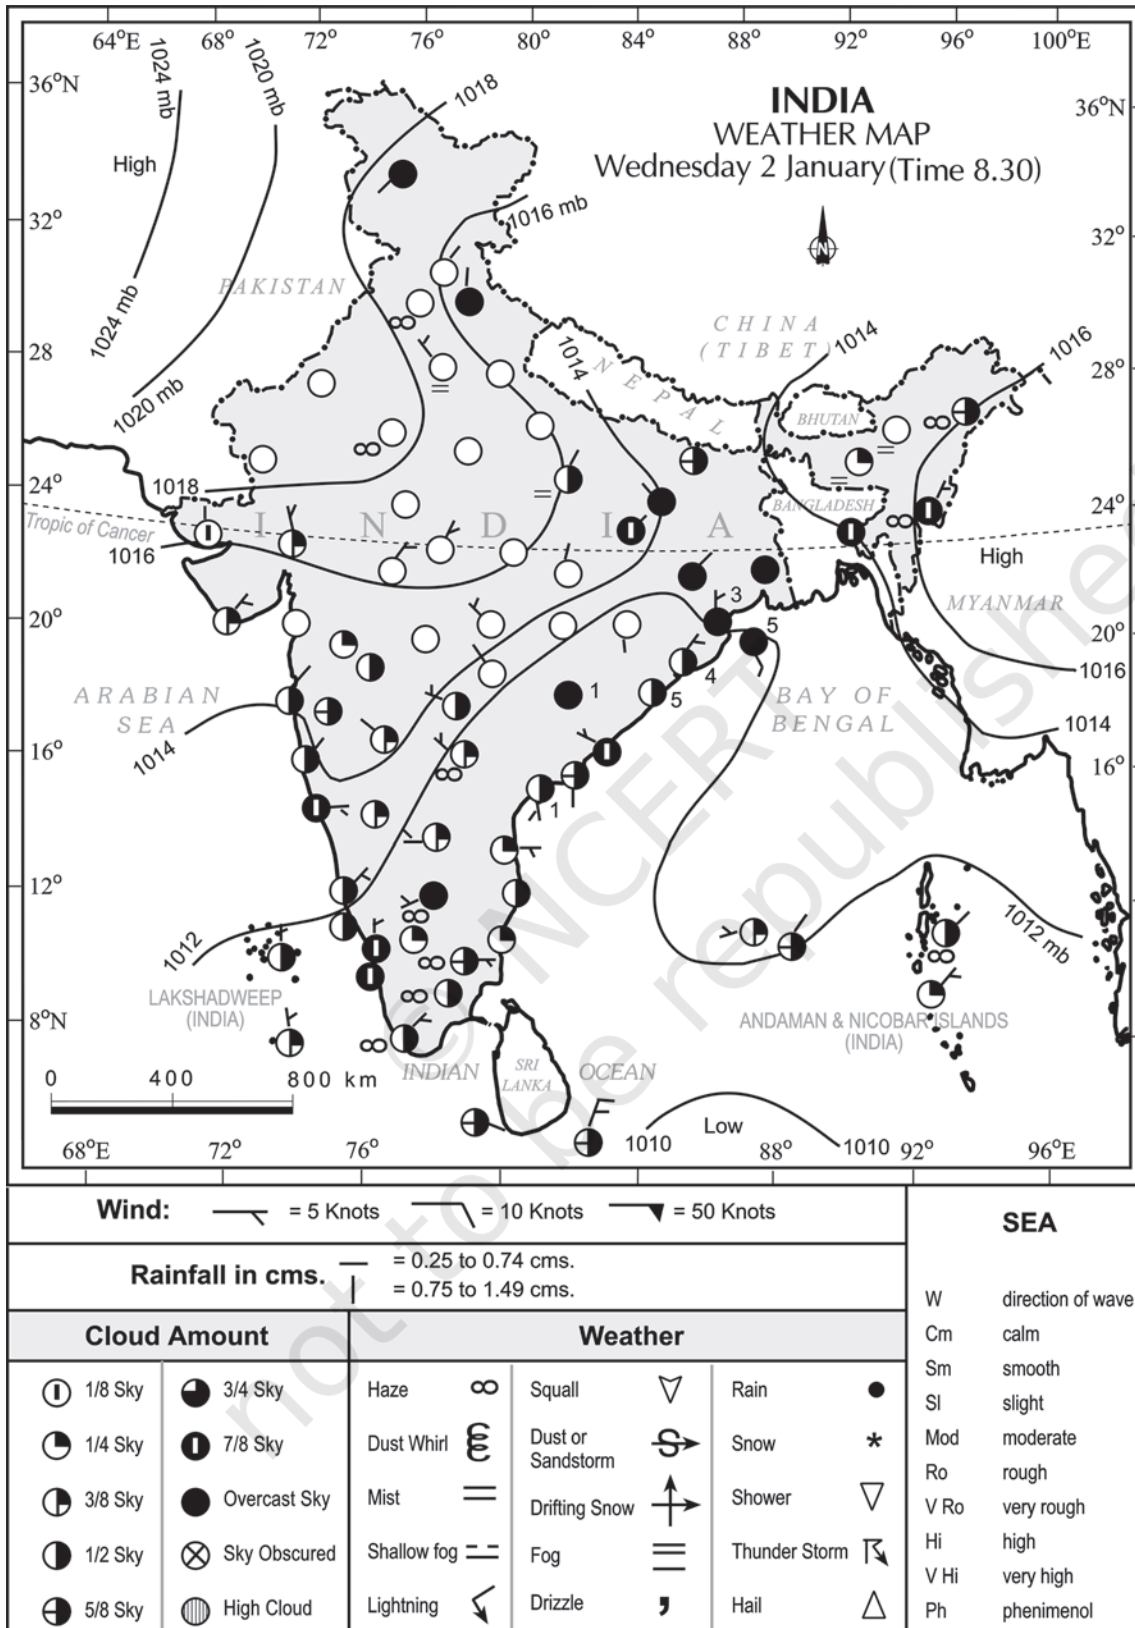 64°E 68° 72° 76° 80° 84° 88° 92° 96° 100°E
1024 mb
1020 mb
36°N
1018
INDIA
WEATHER MAP
Wednesday 2 January (Time 8.30)
36°N
High
32°
1016 mb
N
32°
PAKISTAN
1024 mb
CHINA
(TIBET)
1014
1016
28°
1014
NEPAL
28°
1020 mb
BHUTAN
24°
1018
BANGLADESH
24°
Tropic of Cancer
INDIA
1016
High
MYANMAR
20°
3
5
20°
1016
ARABIAN
SEA
4
1
5
BAY OF
BENGAL
1014
1014
16°
16°
1
12°
12°
1012
1012 mb
LAKSHADWEEP
(INDIA)
8°N
ANDAMAN & NICOBAR ISLANDS
(INDIA)
8°
0 400 800 km
INDIAN
SRI
LANKA
OCEAN
Low
1010
1010
68°E 72° 76° 88° 92° 96°E
© NCERT
not to be republished
Wind: = 5 Knots = 10 Knots = 50 Knots
Rainfall in cms. = 0.25 to 0.74 cms.
= 0.75 to 1.49 cms.
Cloud Amount
1/8 Sky 3/4 Sky
1/4 Sky 7/8 Sky
3/8 Sky Overcast Sky
1/2 Sky Sky Obscured
5/8 Sky High Cloud
Weather
Haze Squall Rain
Dust Whirl Dust or Sandstorm Snow
Mist Drifting Snow Shower
Shallow fog Fog Thunder Storm
Lightning Drizzle Hail
SEA
W direction of wave
Cm calm
Sm smooth
Sl slight
Mod moderate
Ro rough
V Ro very rough
Hi high
V Hi very high
Ph phenimenol